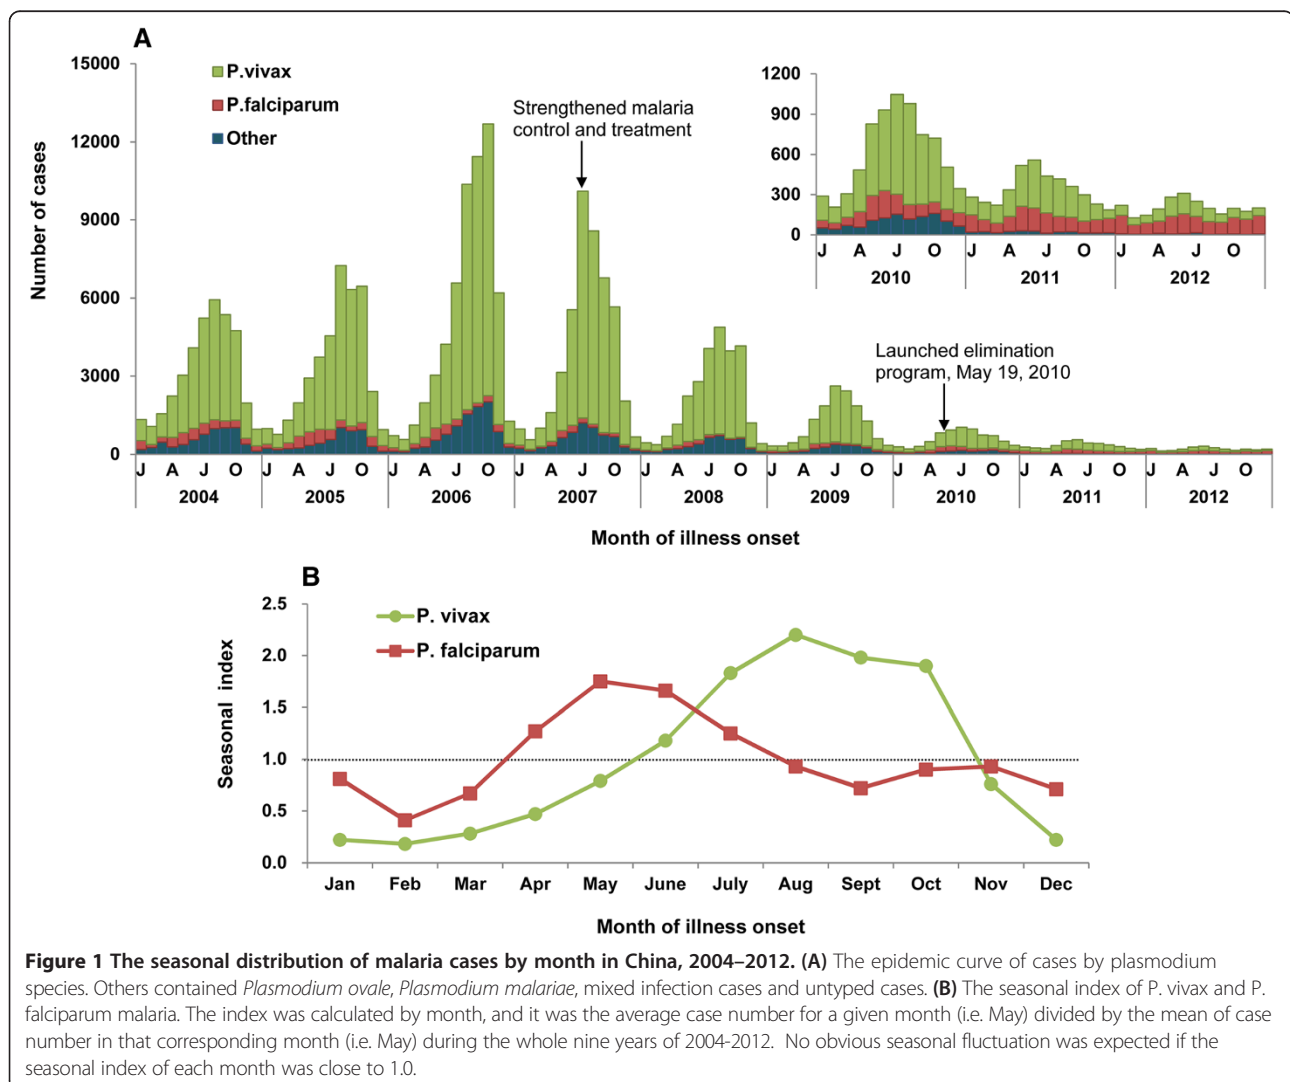 A
15000
12000
9000
6000
3000
0
Number of cases
P.vivax
P.falciparum
Other
Strengthened malaria
control and treatment
Launched elimination
program, May 19, 2010
J A J O J A J O J A J O J A J O J A J O J A J O J A J O J A J O J A J O
2004 2005 2006 2007 2008 2009 2010 2011 2012
Month of illness onset
1200
900
600
300
0
J A J O J A J O J A J O
2010 2011 2012
B
2.5
2.0
1.5
1.0
0.5
0.0
Seasonal index
P. vivax
P. falciparum
Jan Feb Mar Apr May June July Aug Sept Oct Nov Dec
Month of illness onset
Figure 1 The seasonal distribution of malaria cases by month in China, 2004–2012. (A) The epidemic curve of cases by plasmodium
species. Others contained Plasmodium ovale, Plasmodium malariae, mixed infection cases and untyped cases. (B) The seasonal index of P. vivax and P.
falciparum malaria. The index was calculated by month, and it was the average case number for a given month (i.e. May) divided by the mean of case
number in that corresponding month (i.e. May) during the whole nine years of 2004-2012. No obvious seasonal fluctuation was expected if the
seasonal index of each month was close to 1.0.